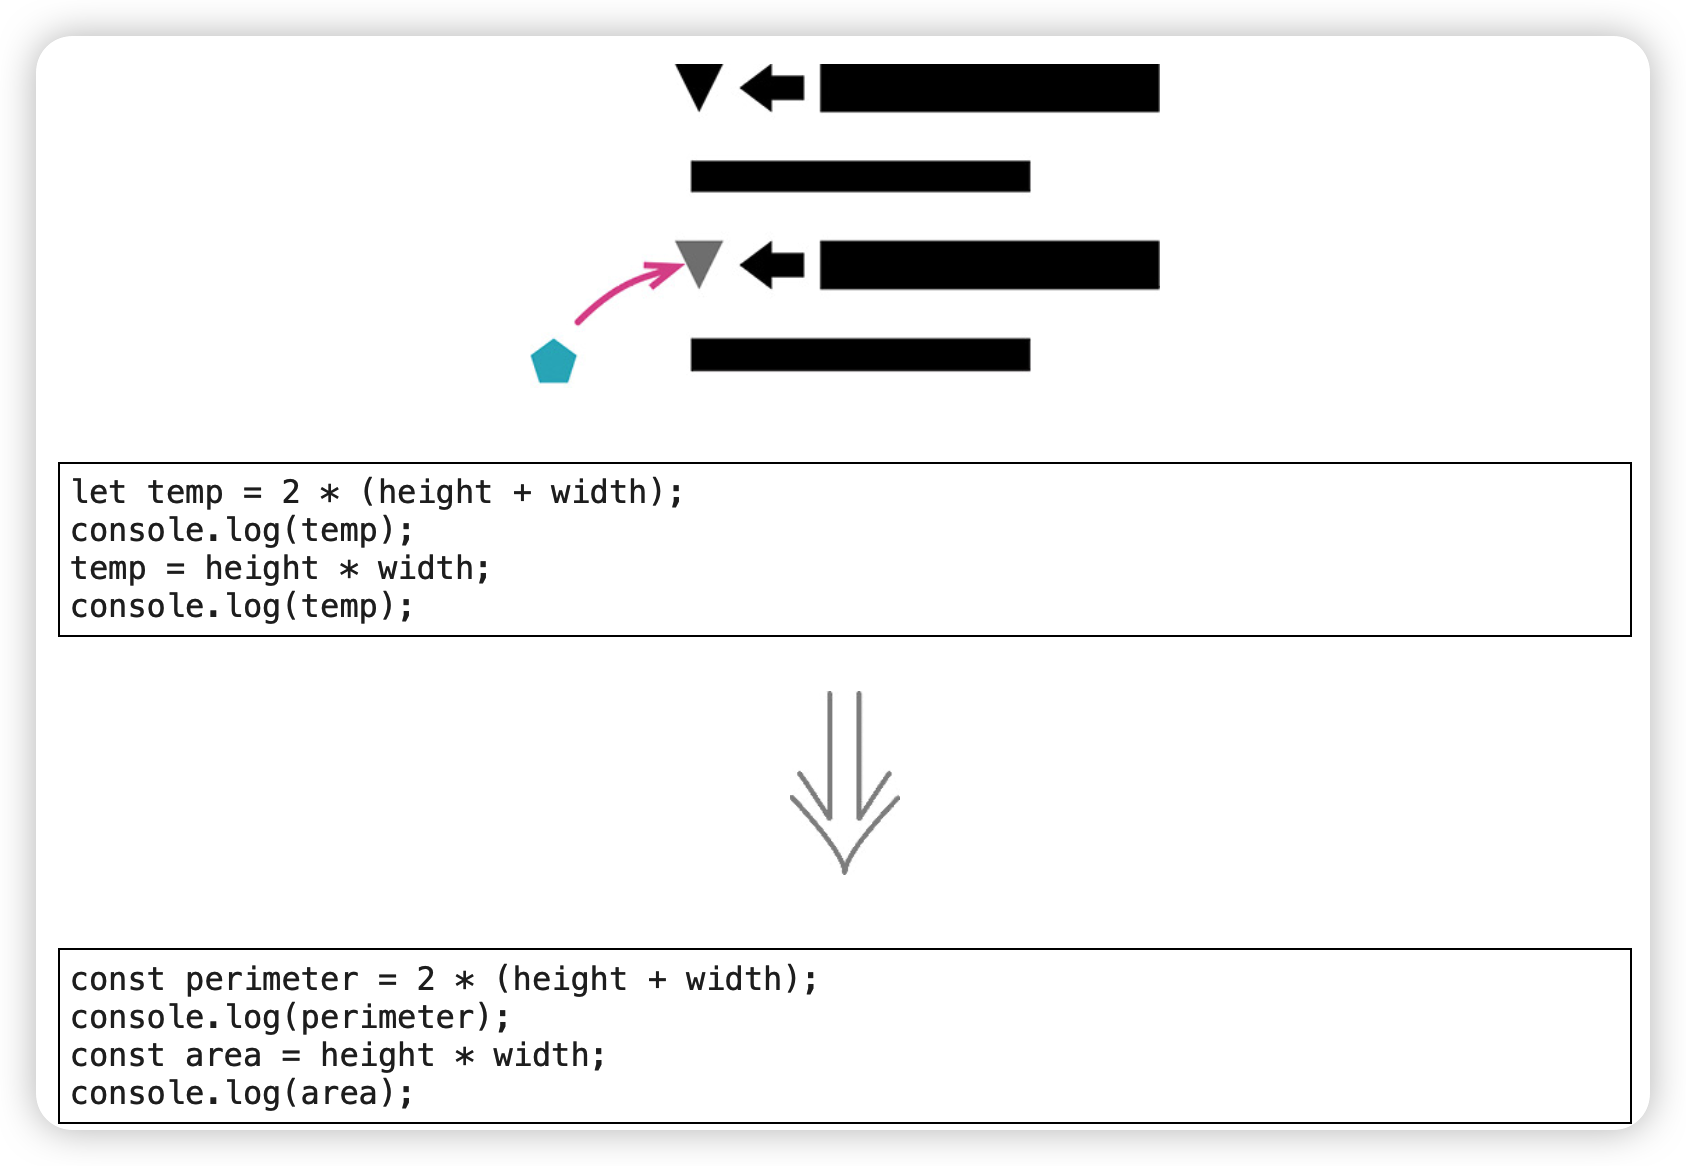 let temp = 2 * (height + width);
console.log(temp);
temp = height * width;
console.log(temp);
const perimeter = 2 * (height + width);
console.log(perimeter);
const area = height * width;
console.log(area);